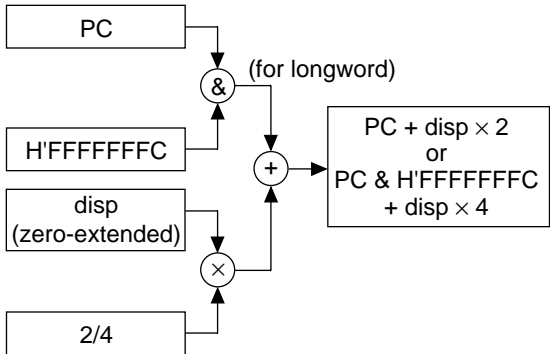 PC
&
(for longword)
H'FFFFFFFC
+
PC + disp × 2
or
PC & H'FFFFFFFC
+ disp × 4
disp
(zero-extended)
×
2/4